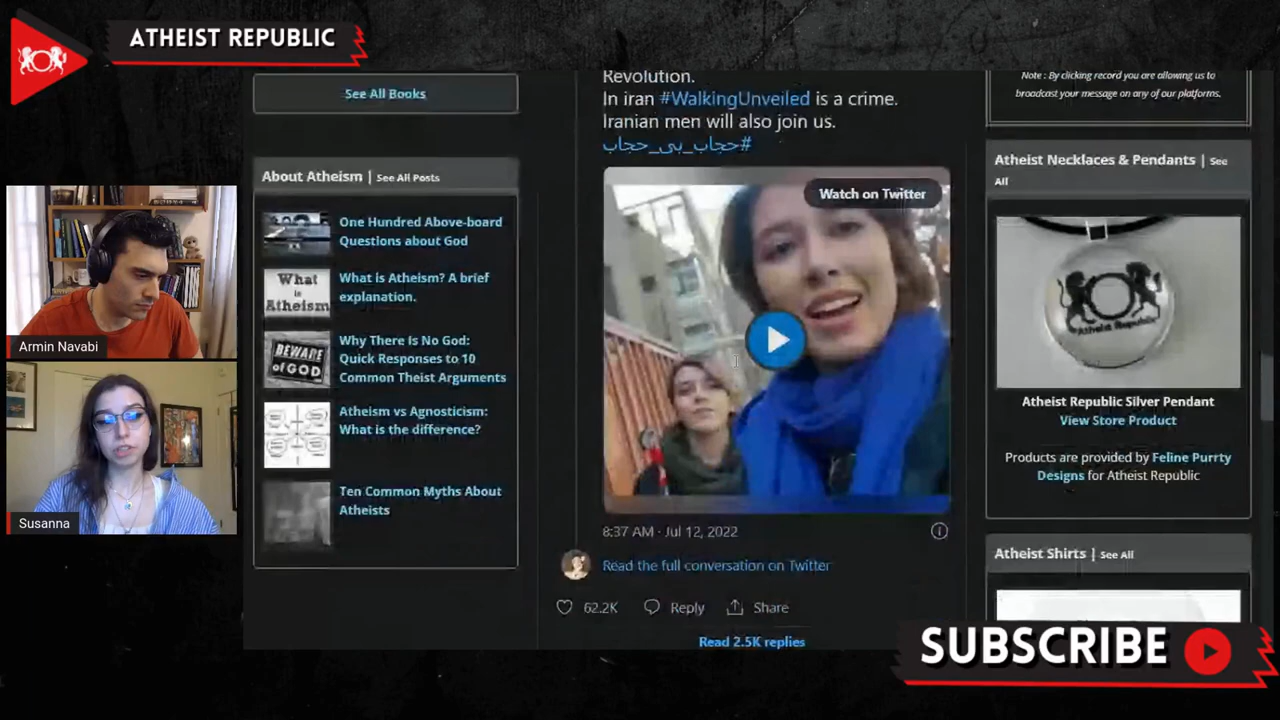 ATHEIST REPUBLIC
See All Books
About Atheism | See All Posts
One Hundred Above-board
Questions about God
What
is
Atheism
What is Atheism? A brief
explanation.
BEWARE
of GOD
Why There Is No God:
Quick Responses to 10
Common Theist Arguments
Atheism vs Agnosticism:
What is the difference?
Ten Common Myths About
Atheists
Revolution.
In iran #WalkingUnveiled is a crime.
Iranian men will also join us.
#حجاب_بی_حجاب
Watch on Twitter
8:37 AM · Jul 12, 2022
Read the full conversation on Twitter
62.2K Reply Share
Read 2.5K replies
Note : By clicking record you are allowing us to
broadcast your message on any of our platforms.
Atheist Necklaces & Pendants | See
All
Atheist Republic
Atheist Republic Silver Pendant
View Store Product
Products are provided by Feline Purrty
Designs for Atheist Republic
Atheist Shirts | See All
Armin Navabi
Susanna
SUBSCRIBE